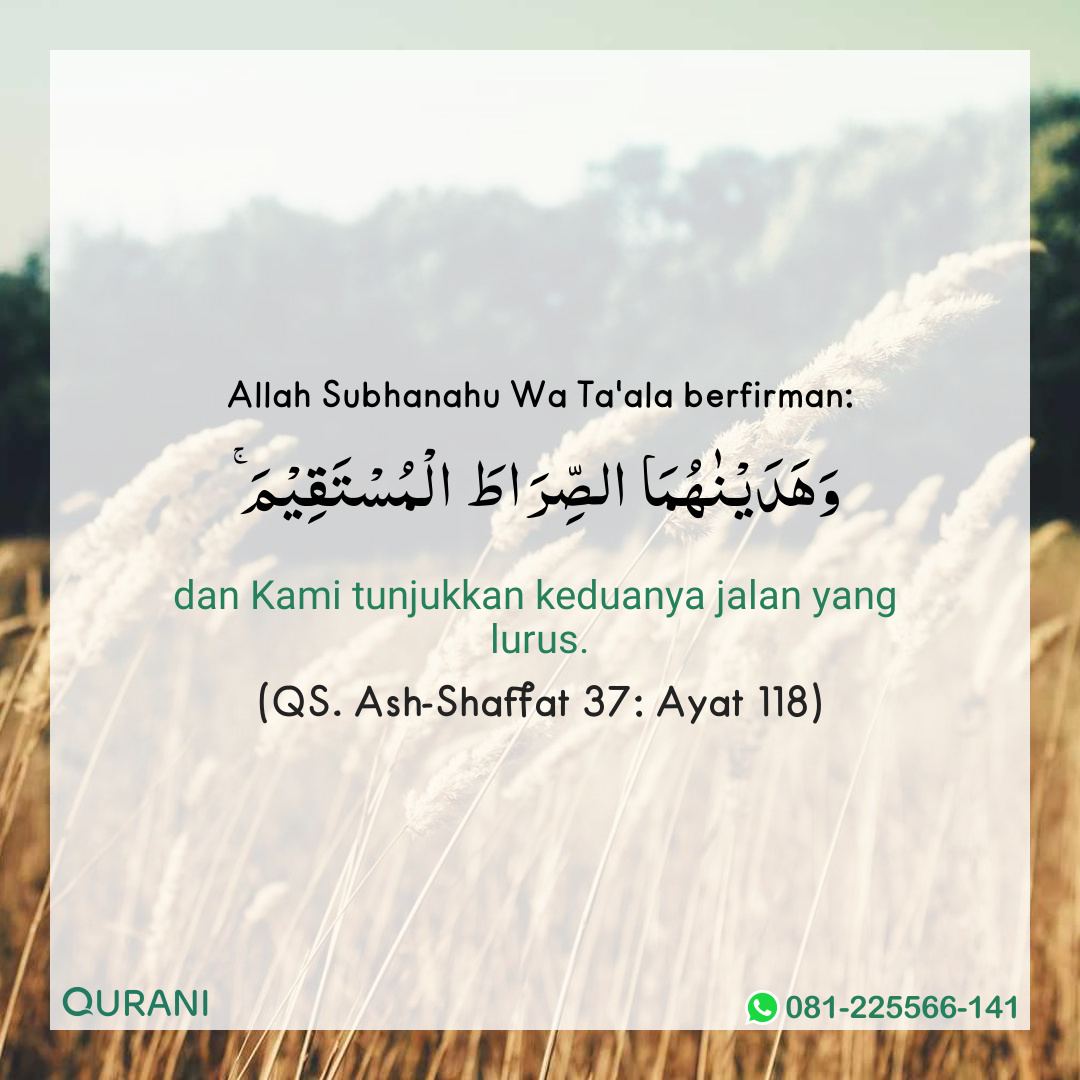 Allah Subhanahu Wa Ta'ala berfirman:
وَهَدَيْنٰهُمَا الصِّرَاطَ الْمُسْتَقِيْمَ ۚ
dan Kami tunjukkan keduanya jalan yang
lurus.
(QS. Ash-Shaffat 37: Ayat 118)
QURANI
081-225566-141